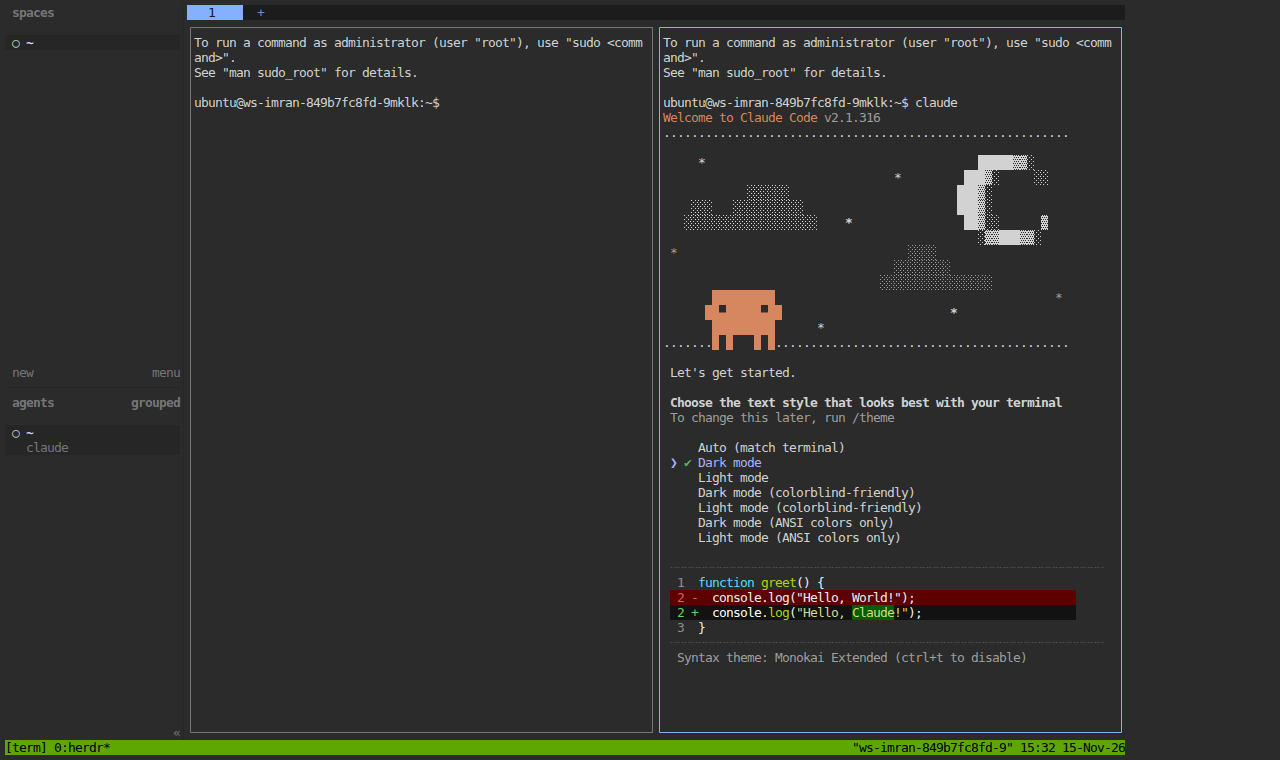 spaces
○ ~
new menu
agents grouped
○ ~
claude
«
1 +
To run a command as administrator (user "root"), use "sudo <comm
and>".
See "man sudo_root" for details.
ubuntu@ws-imran-849b7fc8fd-9mklk:~$
To run a command as administrator (user "root"), use "sudo <comm
and>".
See "man sudo_root" for details.
ubuntu@ws-imran-849b7fc8fd-9mklk:~$ claude
Welcome to Claude Code v2.1.316
Let's get started.
Choose the text style that looks best with your terminal
To change this later, run /theme
Auto (match terminal)
❯ ✔ Dark mode
Light mode
Dark mode (colorblind-friendly)
Light mode (colorblind-friendly)
Dark mode (ANSI colors only)
Light mode (ANSI colors only)
1 function greet() {
2 - console.log("Hello, World!");
2 + console.log("Hello, Claude!");
3 }
Syntax theme: Monokai Extended (ctrl+t to disable)
[term] 0:herdr* "ws-imran-849b7fc8fd-9" 15:32 15-Nov-26